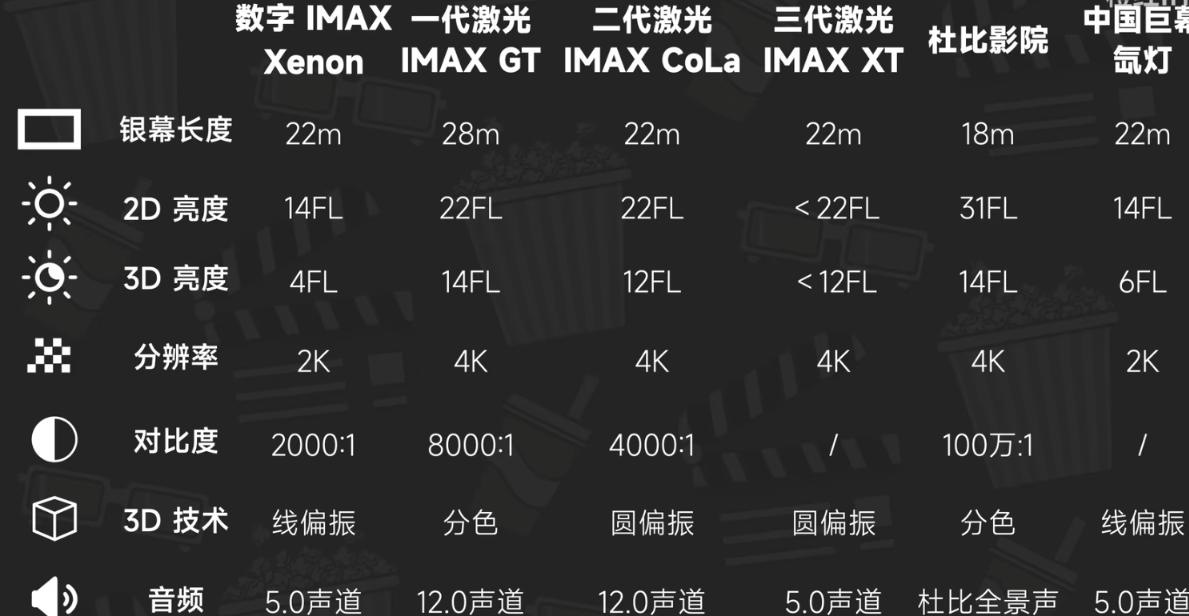 数字 IMAX Xenon 一代激光 IMAX GT 二代激光 IMAX CoLa 三代激光 IMAX XT 杜比影院 中国巨幕 氙灯
银幕长度 22m 28m 22m 22m 18m 22m
2D 亮度 14FL 22FL 22FL <22FL 31FL 14FL
3D 亮度 4FL 14FL 12FL <12FL 14FL 6FL
分辨率 2K 4K 4K 4K 4K 2K
对比度 2000:1 8000:1 4000:1 / 100万:1 /
3D 技术 线偏振 分色 圆偏振 圆偏振 分色 线偏振
音频 5.0声道 12.0声道 12.0声道 5.0声道 杜比全景声 5.0声道